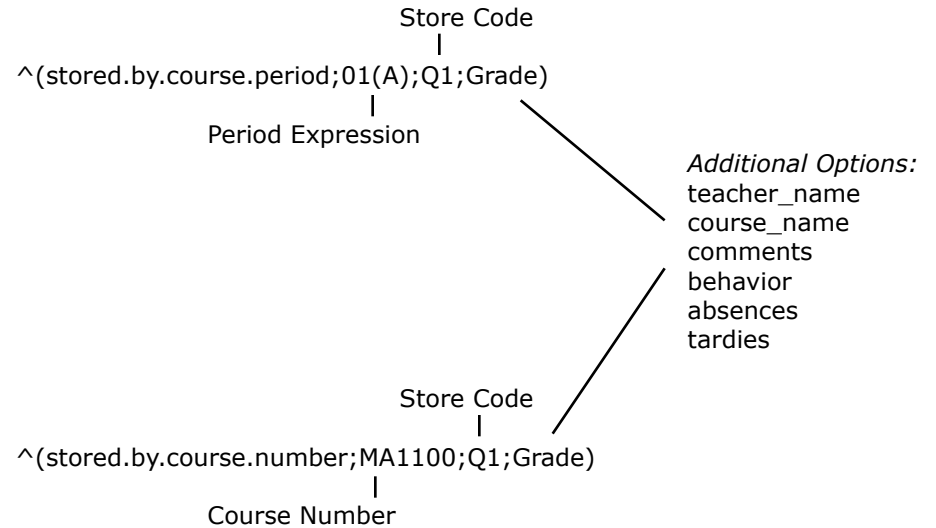 Store Code
^(stored.by.course.period;01(A);Q1;Grade)
Period Expression
Additional Options:
teacher_name
course_name
comments
behavior
absences
tardies
Store Code
^(stored.by.course.number;MA1100;Q1;Grade)
Course Number